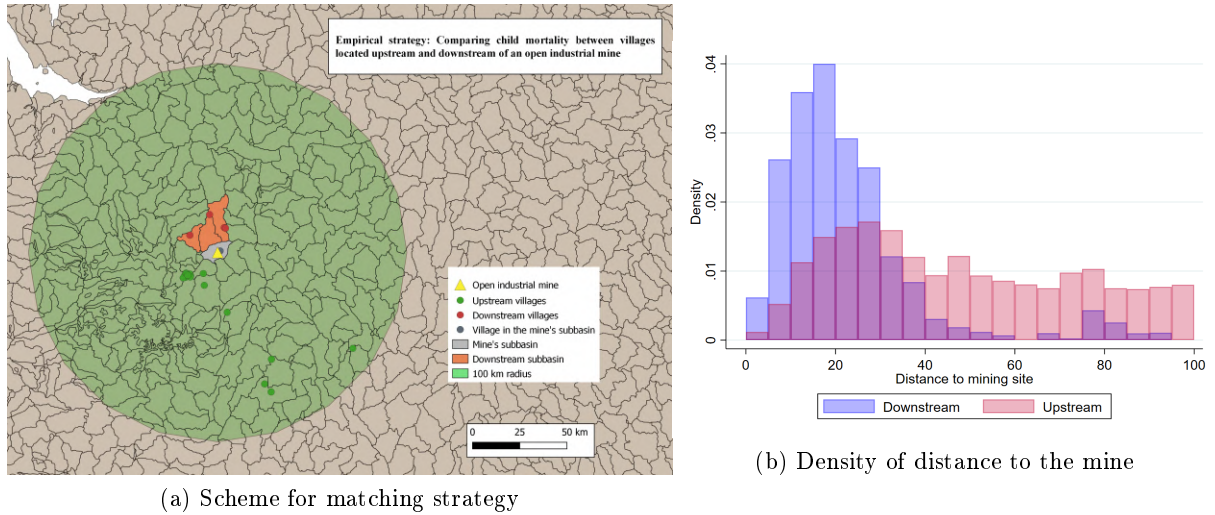 Empirical strategy: Comparing child mortality between villages
located upstream and downstream of an open industrial mine
Open industrial mine
Upstream villages
Downstream villages
Village in the mine's subbasin
Mine's subbasin
Downstream subbasin
100 km radius
0 25 50 km
(a) Scheme for matching strategy
.04
.03
.02
.01
0
Density
0 20 40 60 80 100
Distance to mining site
Downstream Upstream
(b) Density of distance to the mine